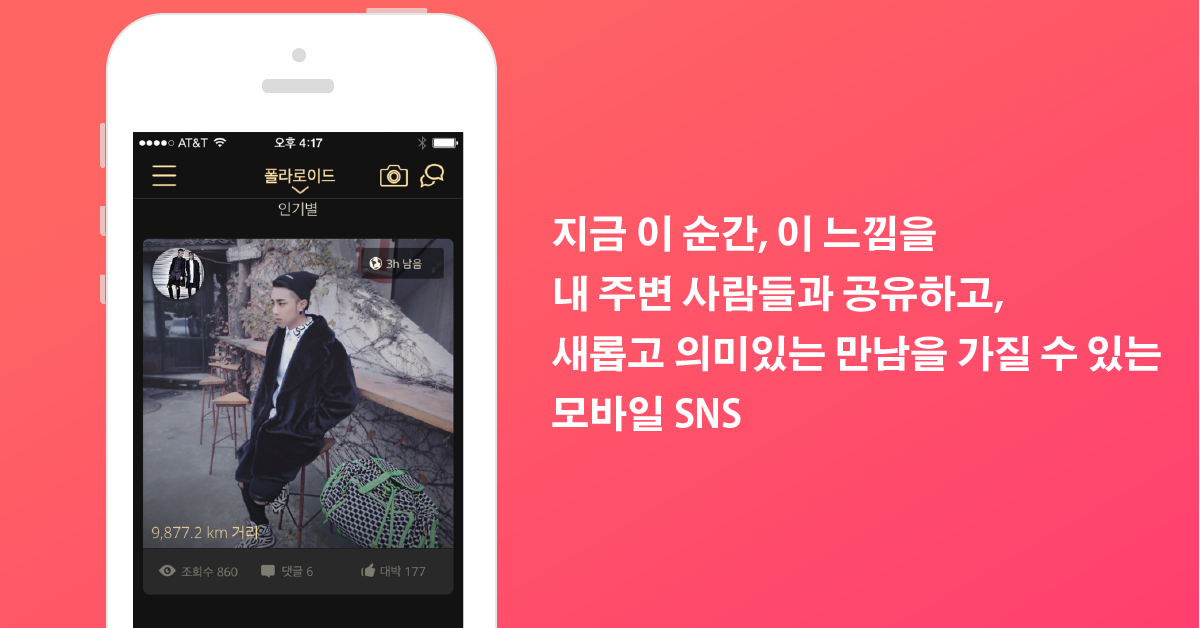 AT&T 오후 4:17
폴라로이드
인기별
3h 남음
9,877.2 km 거리
조회수 860 댓글 6 대박 177
지금 이 순간, 이 느낌을
내 주변 사람들과 공유하고,
새롭고 의미있는 만남을 가질 수 있는
모바일 SNS